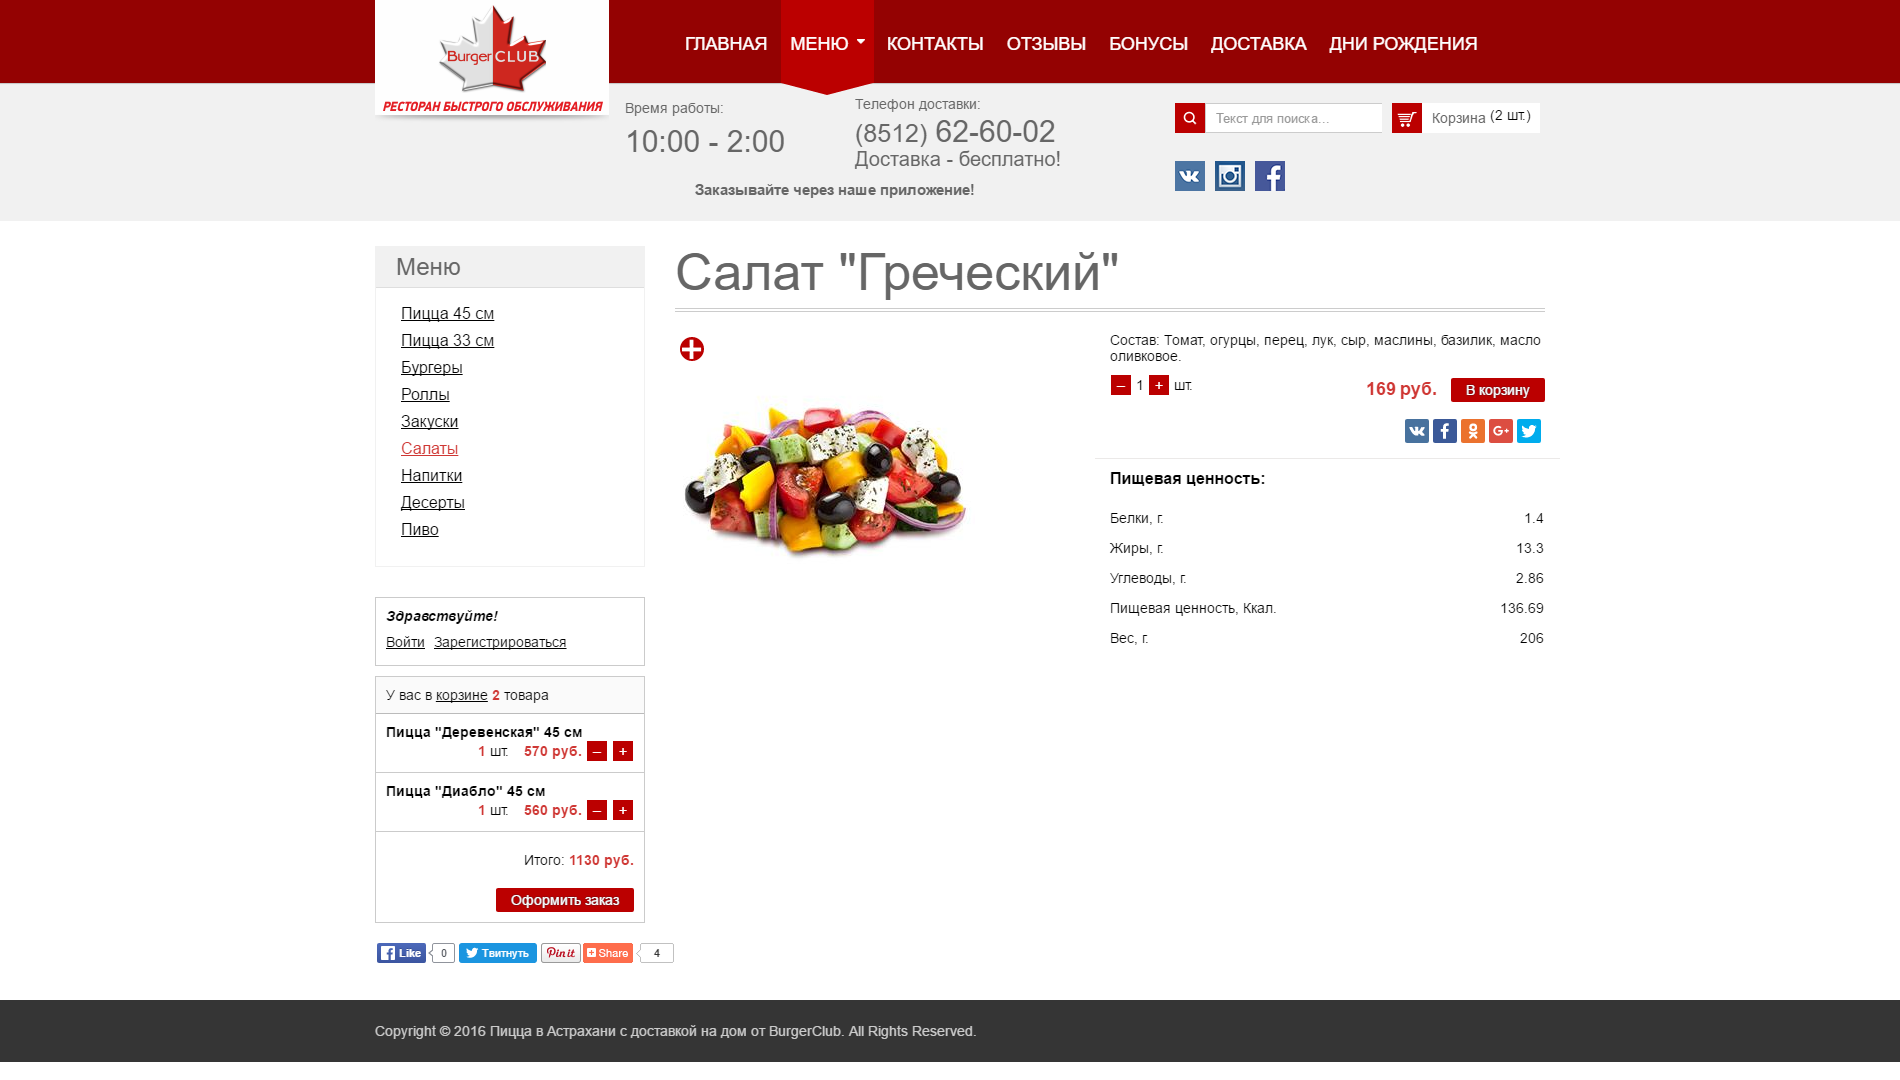 BurgerCLUB
РЕСТОРАН БЫСТРОГО ОБСЛУЖИВАНИЯ
ГЛАВНАЯ МЕНЮ КОНТАКТЫ ОТЗЫВЫ БОНУСЫ ДОСТАВКА ДНИ РОЖДЕНИЯ
Время работы:
10:00 - 2:00
Телефон доставки:
(8512) 62-60-02
Доставка - бесплатно!
Заказывайте через наше приложение!
Текст для поиска...
Корзина (2 шт.)
Меню
Пицца 45 см
Пицца 33 см
Бургеры
Роллы
Закуски
Салаты
Напитки
Десерты
Пиво
Здравствуйте!
Войти Зарегистрироваться
У вас в корзине 2 товара
Пицца "Деревенская" 45 см
1 шт. 570 руб. – +
Пицца "Диабло" 45 см
1 шт. 560 руб. – +
Итого: 1130 руб.
Оформить заказ
Like 0 Твитнуть Pin it Share 4
Салат "Греческий"
Состав: Томат, огурцы, перец, лук, сыр, маслины, базилик, масло
оливковое.
– 1 + шт.
169 руб. В корзину
Пищевая ценность:
Белки, г. 1.4
Жиры, г. 13.3
Углеводы, г. 2.86
Пищевая ценность, Ккал. 136.69
Вес, г. 206
Copyright © 2016 Пицца в Астрахани с доставкой на дом от BurgerClub. All Rights Reserved.